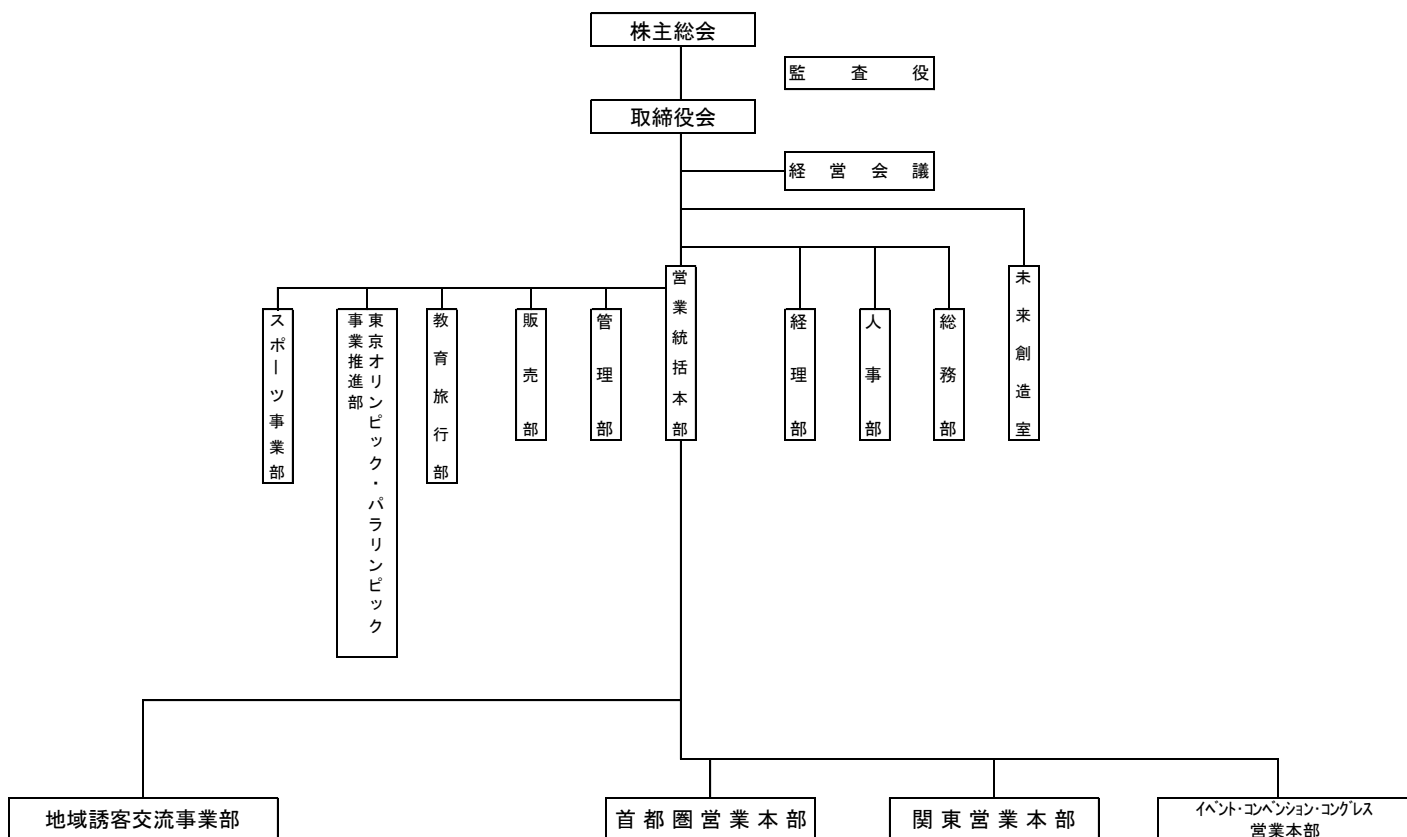 株主総会
監査役
取締役会
経営会議
営業統括本部
未来創造室
スポーツ事業部
東京オリンピック・パラリンピック
事業推進部
教育旅行部
販売部
管理部
経理部
人事部
総務部
地域誘客交流事業部
首都圏営業本部
関東営業本部
ｲﾍﾞﾝﾄ･ｺﾝﾍﾞﾝｼｮﾝ･ｺﾝｸﾞﾚｽ
営業本部